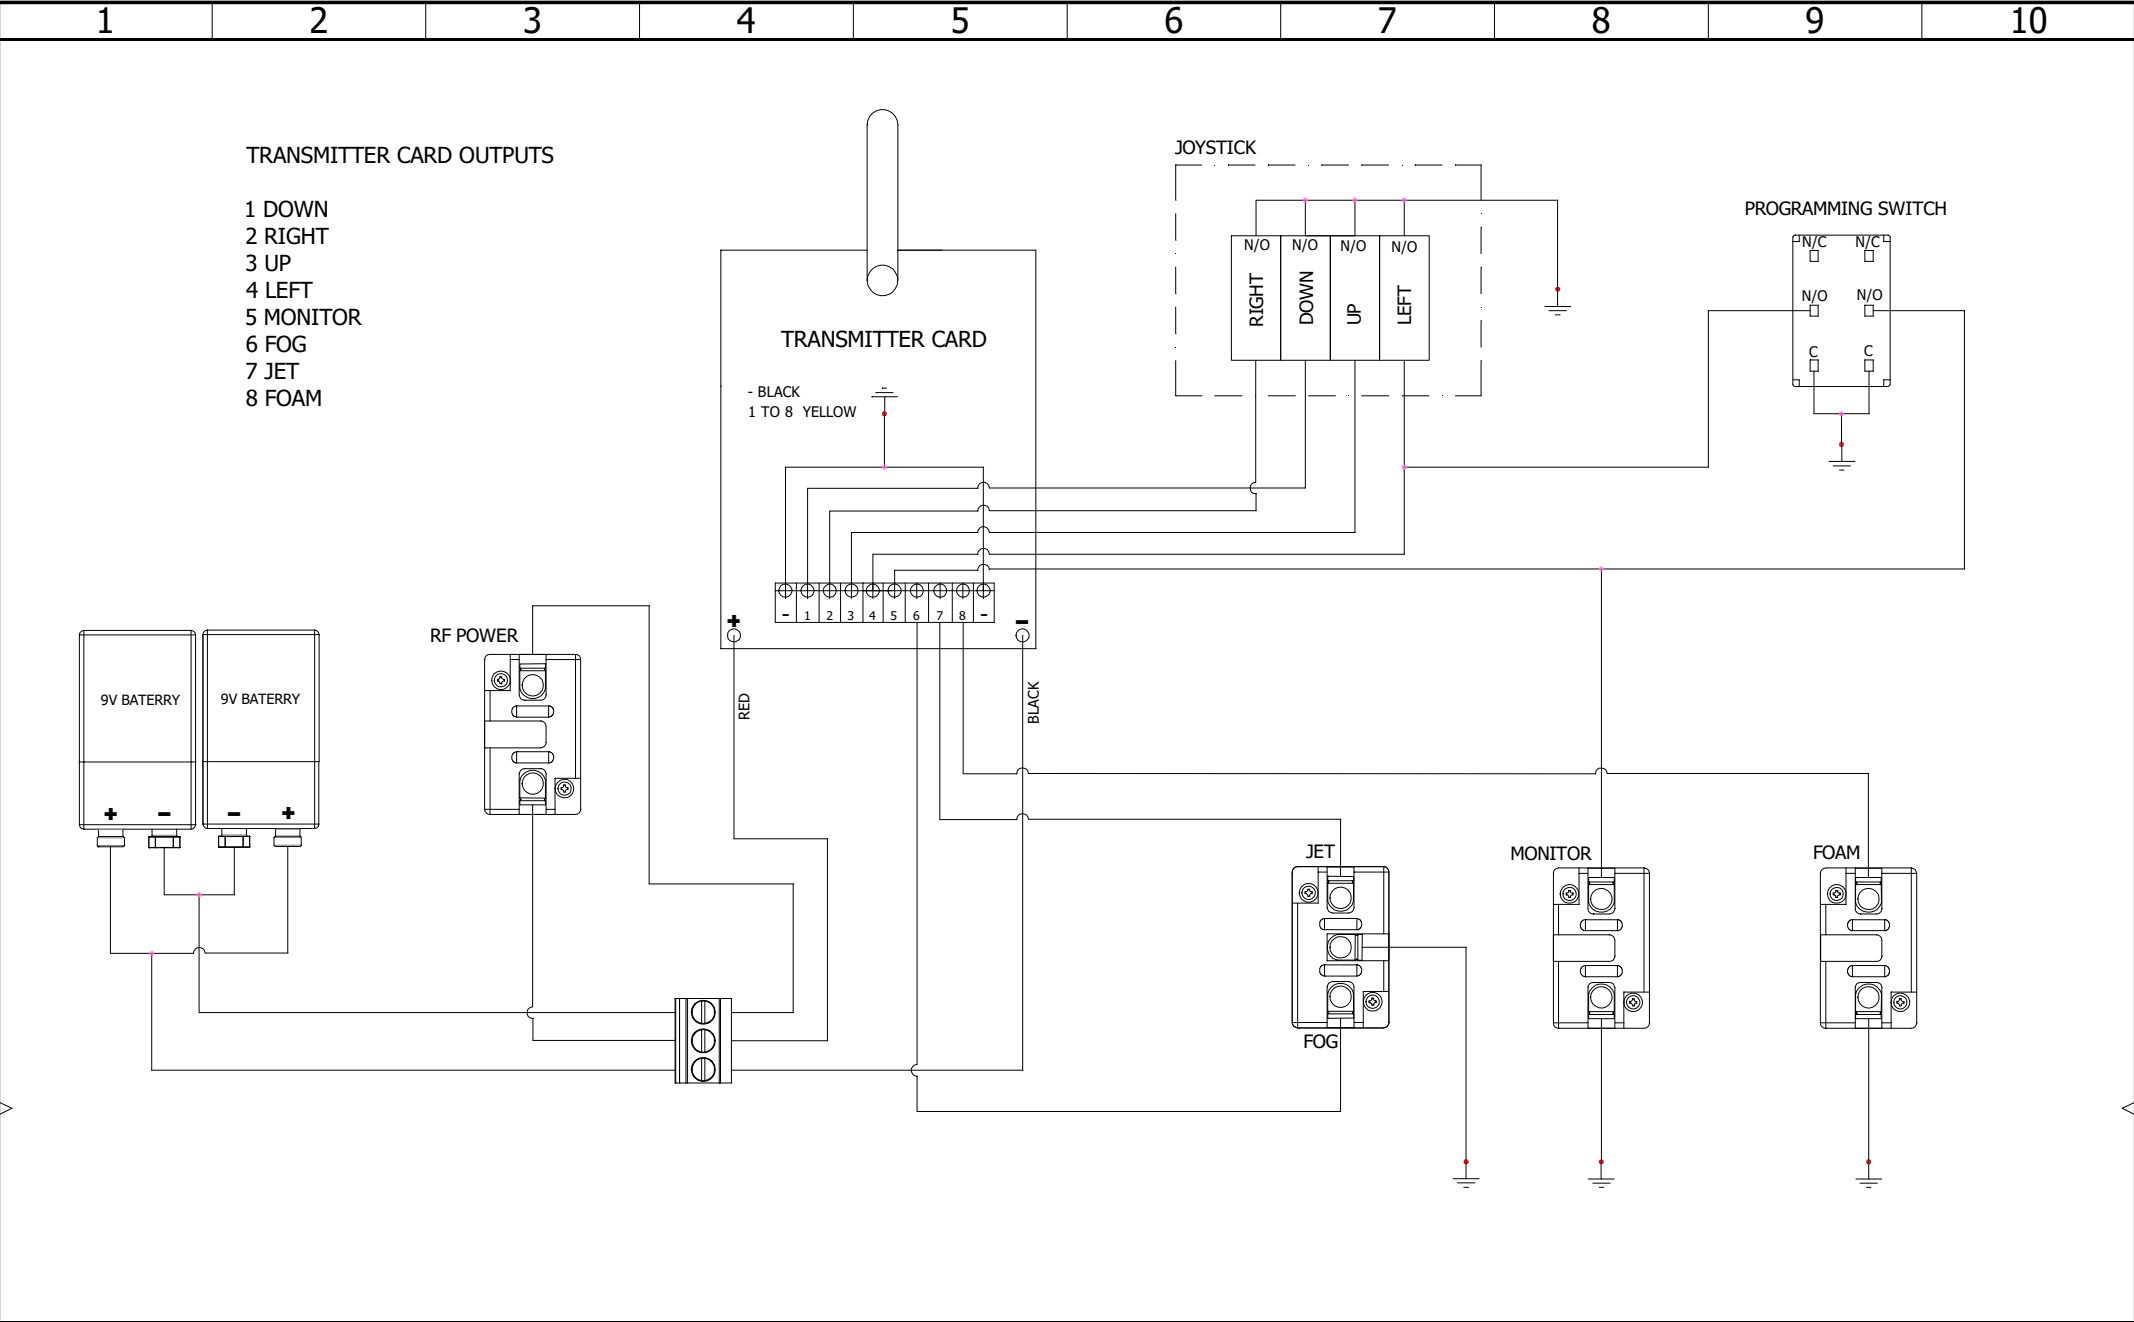 1 2 3 4 5 6 7 8 9 10
TRANSMITTER CARD OUTPUTS
1 DOWN
2 RIGHT
3 UP
4 LEFT
5 MONITOR
6 FOG
7 JET
8 FOAM
TRANSMITTER CARD
- BLACK
1 TO 8 YELLOW
- 1 2 3 4 5 6 7 8 -
+ -
RED
BLACK
JOYSTICK
N/O N/O N/O N/O
RIGHT
DOWN
UP
LEFT
PROGRAMMING SWITCH
N/C N/C
N/O N/O
C C
RF POWER
9V BATERRY
9V BATERRY
+ - - +
JET
FOG
MONITOR
FOAM